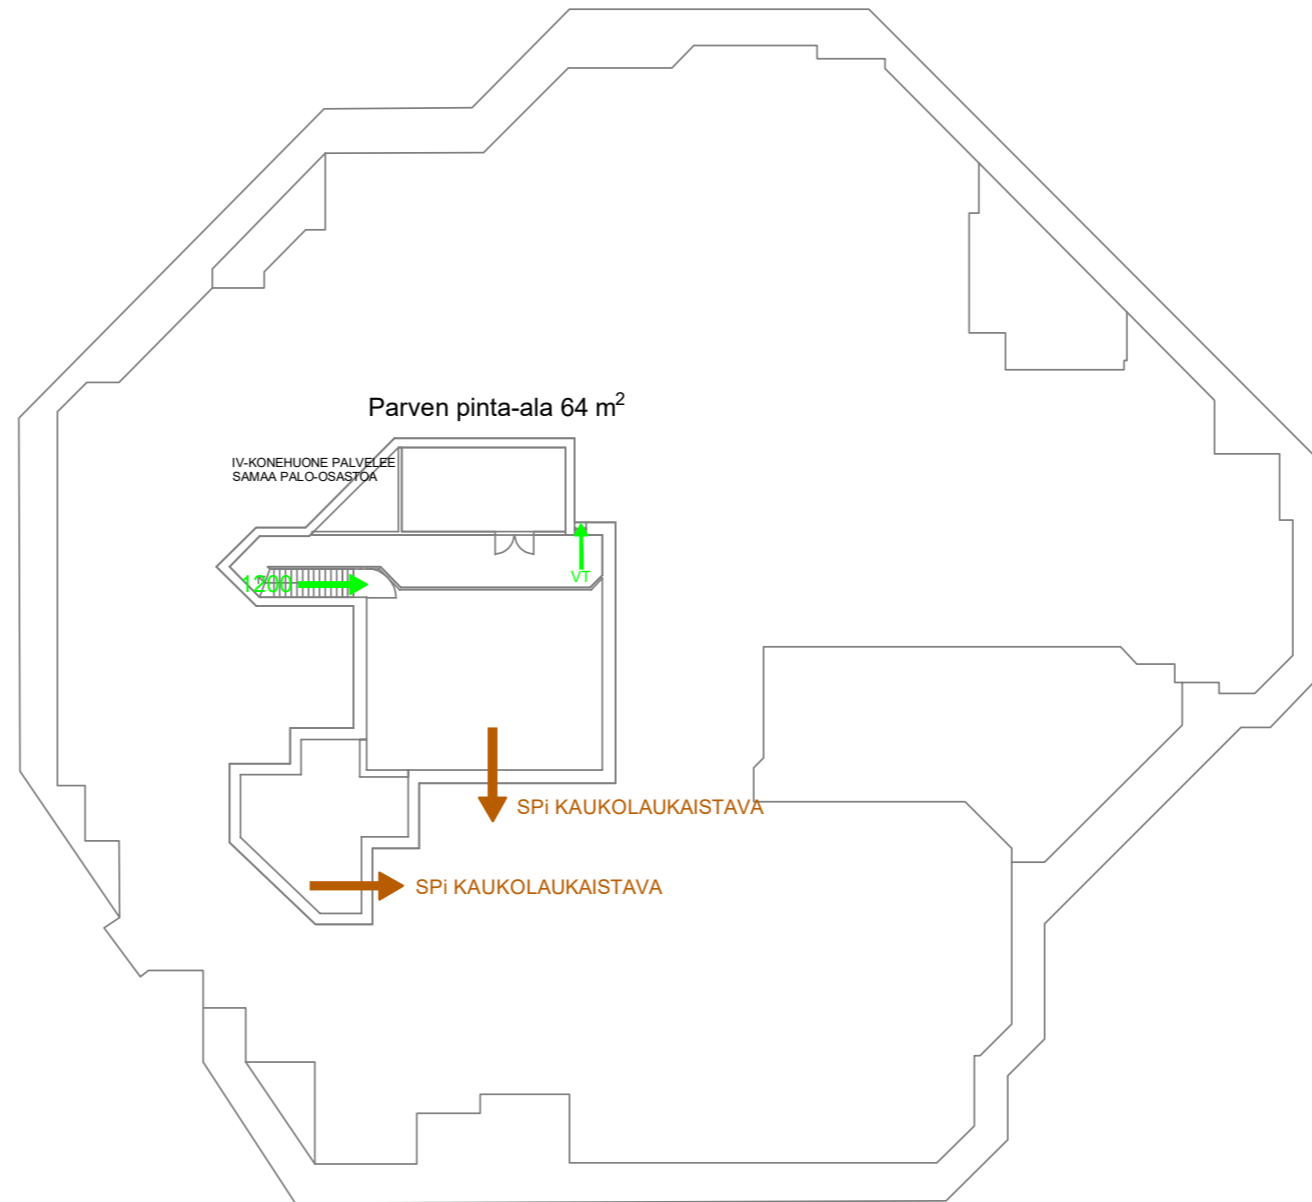 Parven pinta-ala 64 m²
IV-KONEHUONE PALVELEE
SAMAA PALO-OSASTOA
1200
VT
SPi KAUKOLAUKAISTAVA
SPi KAUKOLAUKAISTAVA